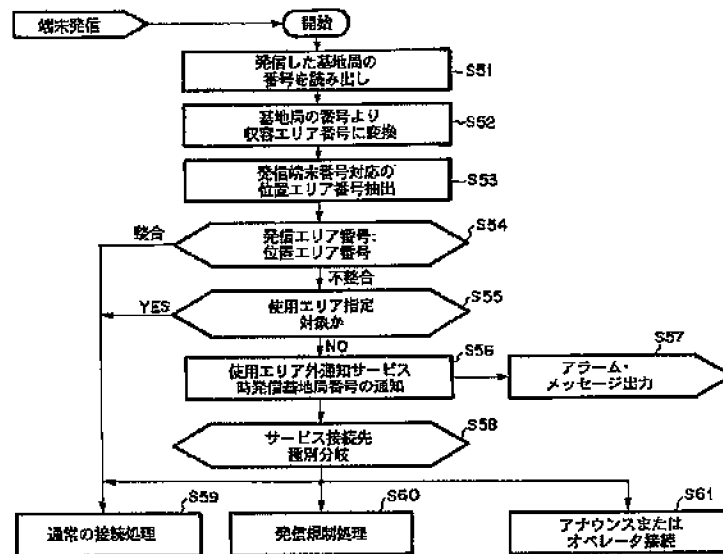 端末発信
開始
発信した基地局の
番号を読み出し
S51
基地局の番号より
収容エリア番号に変換
S52
発信端末番号対応の
位置エリア番号抽出
S53
発信エリア番号:
位置エリア番号
S54
整合
不整合
使用エリア指定
対象か
S55
YES
NO
使用エリア外通知サービス
時発信基地局番号の通知
S56
アラーム・
メッセージ出力
S57
サービス接続先
種別分岐
S58
通常の接続処理
S59
発信規制処理
S60
アナウンスまたは
オペレータ接続
S61